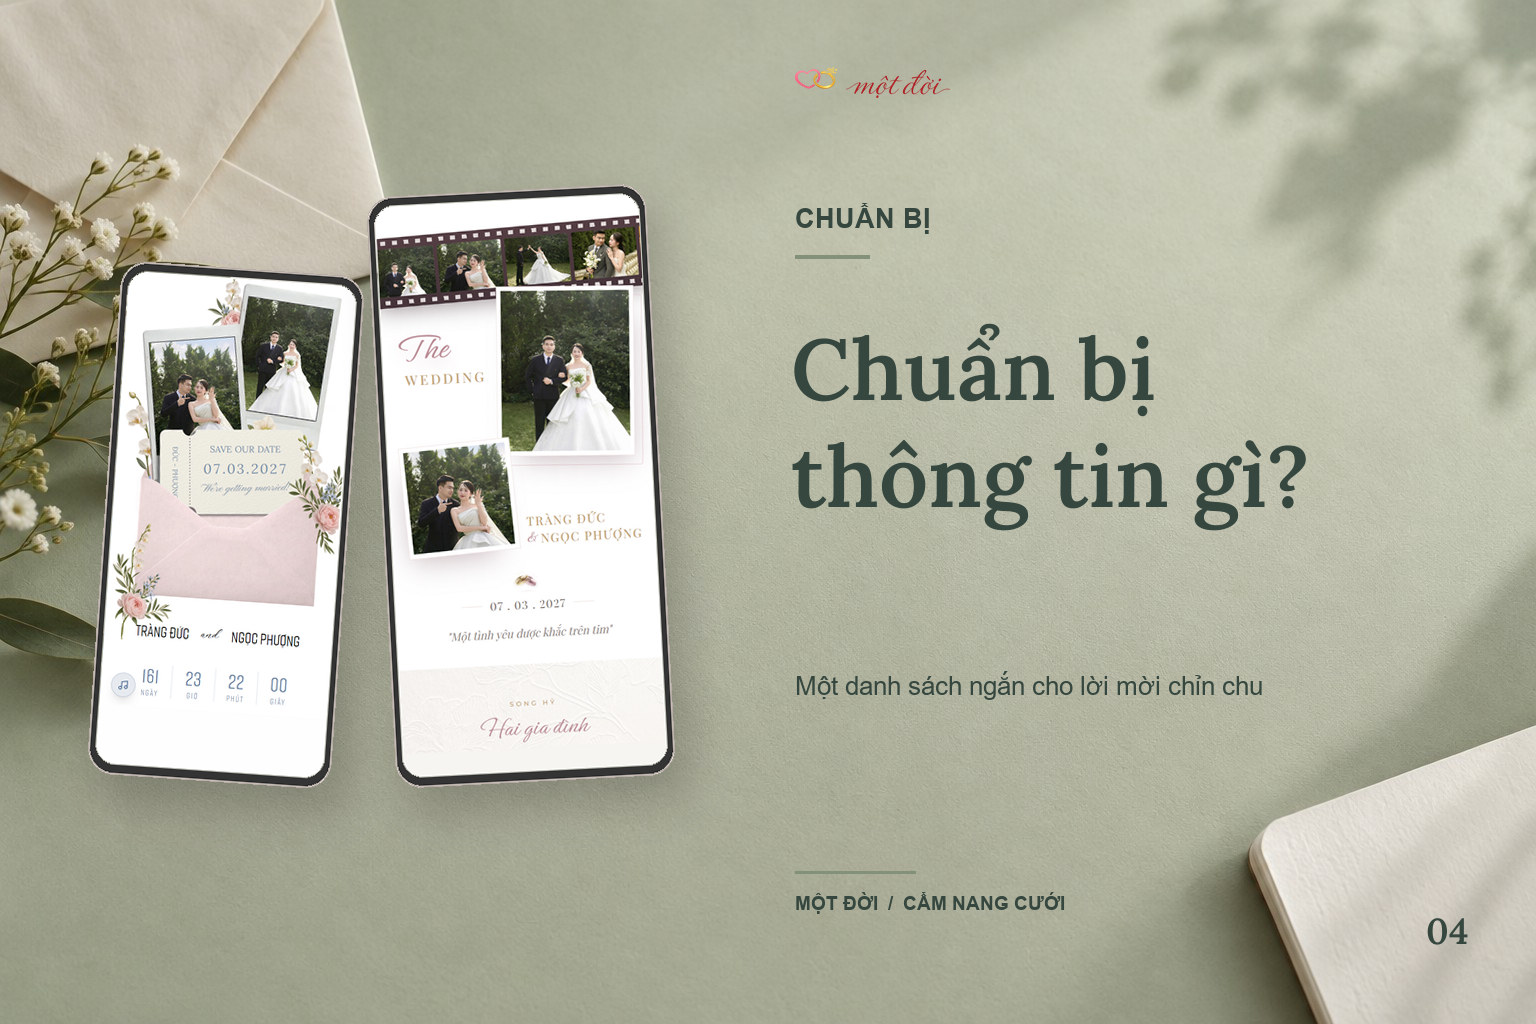 một đời
CHUẨN BỊ
Chuẩn bị
thông tin gì?
Một danh sách ngắn cho lời mời chỉn chu
MỘT ĐỜI / CẨM NANG CƯỚI
04
SAVE OUR DATE
07.03.2027
We're getting married!
TRÀNG ĐỨC and NGỌC PHƯỢNG
161 23 22 00
NGÀY GIỜ PHÚT GIÂY
The
WEDDING
TRÀNG ĐỨC
& NGỌC PHƯỢNG
07 . 03 . 2027
"Một tình yêu được khắc trên tim"
SONG HỶ
Hai gia đình